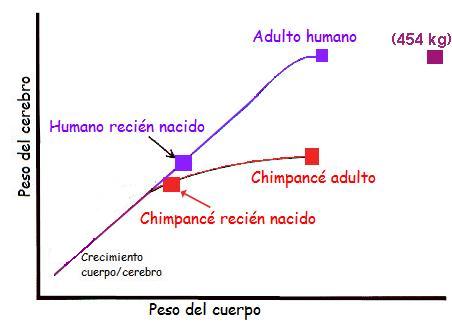 Adulto humano
(454 kg)
Peso del cerebro
Humano recién nacido
Chimpancé adulto
Chimpancé recién nacido
Crecimiento
cuerpo/cerebro
Peso del cuerpo